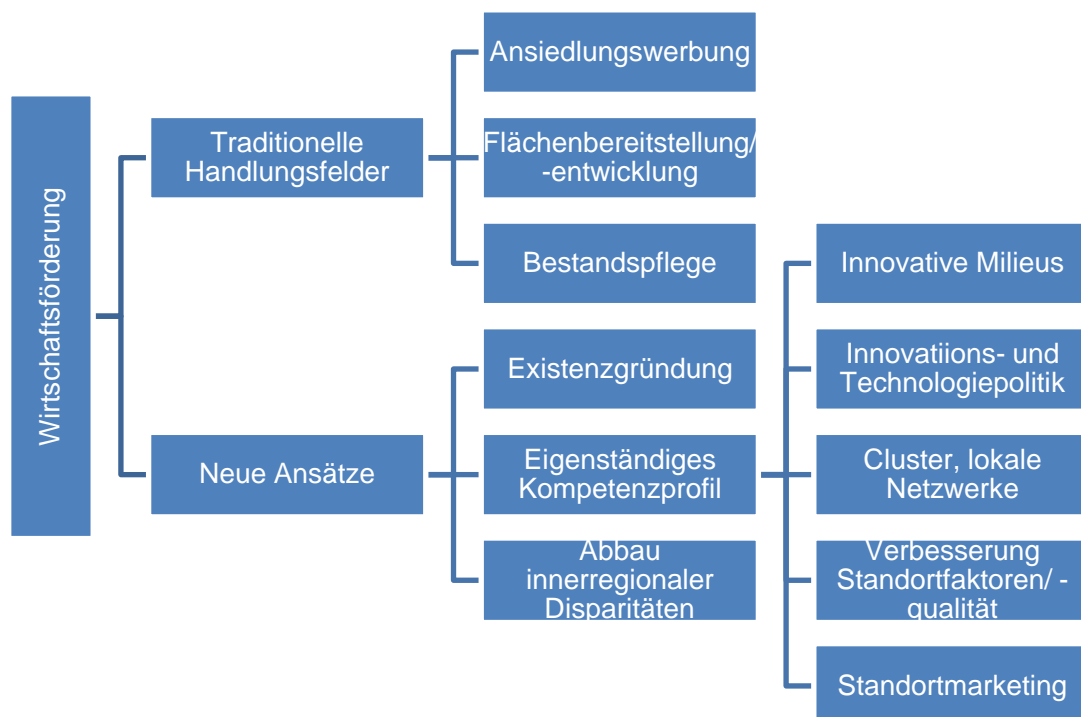 Wirtschaftsförderung
Traditionelle
Handlungsfelder
Ansiedlungswerbung
Flächenbereitstellung/
-entwicklung
Bestandspflege
Neue Ansätze
Existenzgründung
Eigenständiges
Kompetenzprofil
Abbau
innerregionaler
Disparitäten
Innovative Milieus
Innovatiions- und
Technologiepolitik
Cluster, lokale
Netzwerke
Verbesserung
Standortfaktoren/ -
qualität
Standortmarketing